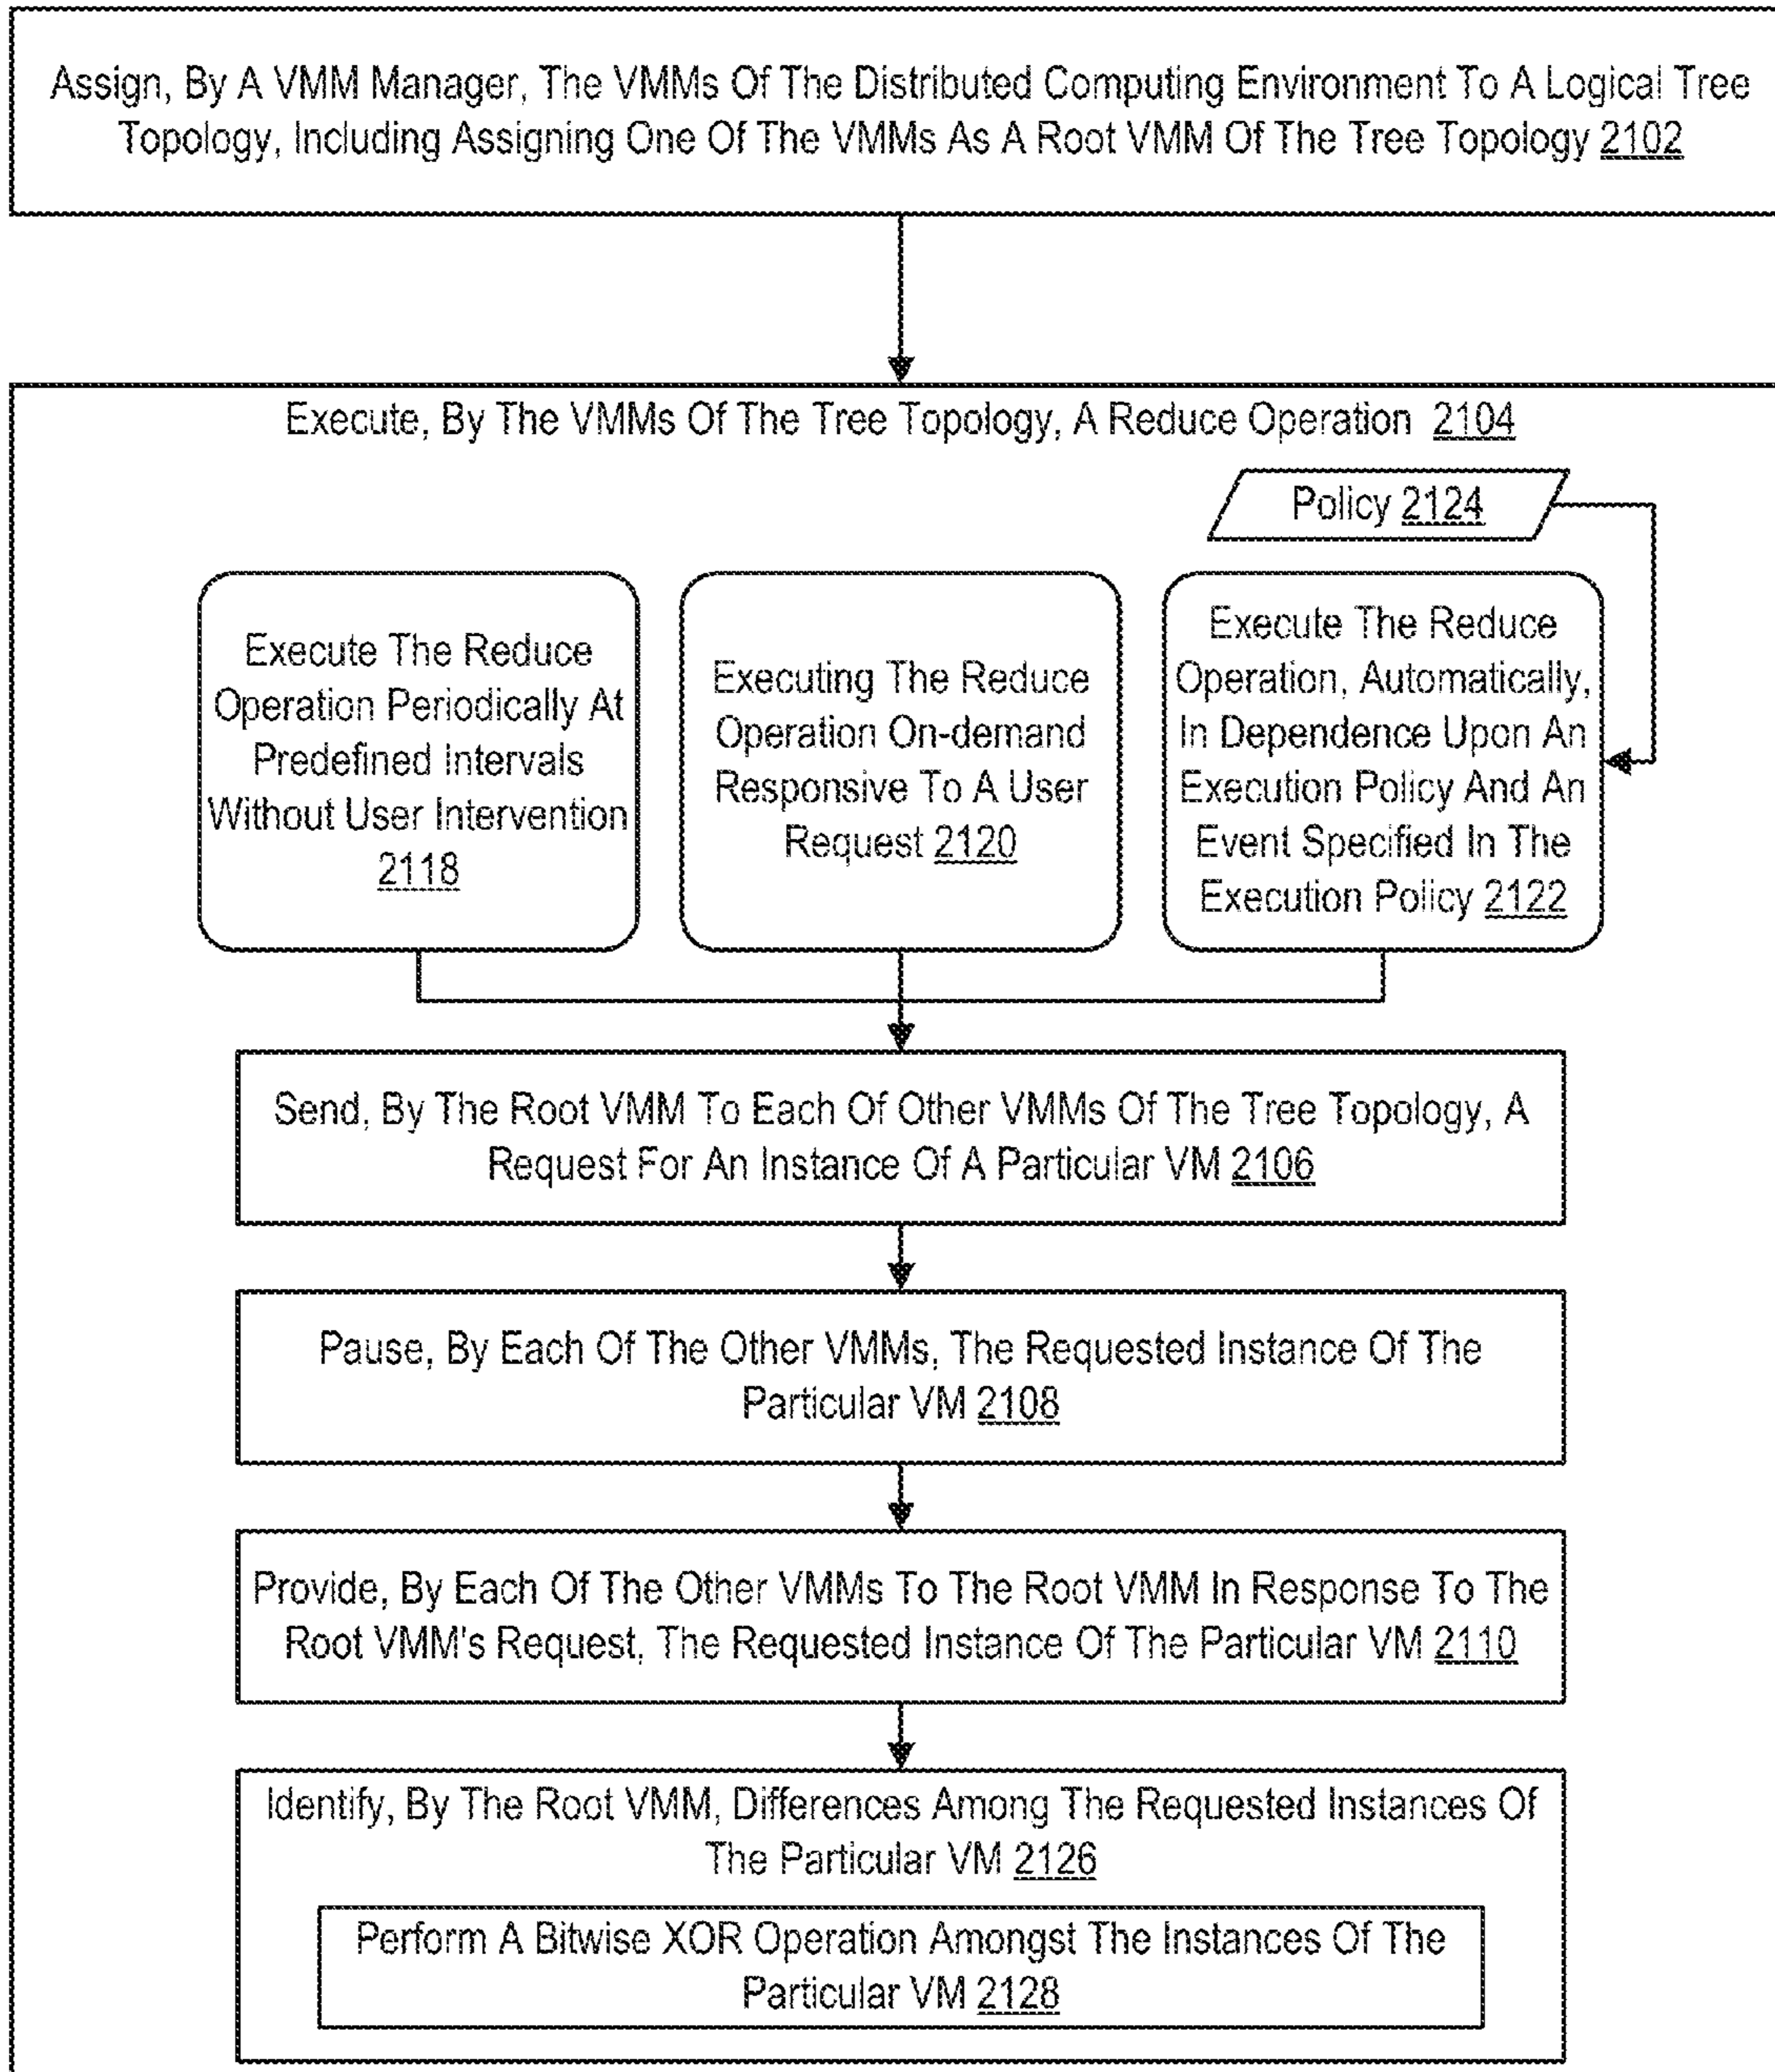 Assign, By A VMM Manager, The VMMs Of The Distributed Computing Environment To A Logical Tree
Topology, Including Assigning One Of The VMMs As A Root VMM Of The Tree Topology 2102
Execute, By The VMMs Of The Tree Topology, A Reduce Operation 2104
Policy 2124
Execute The Reduce
Operation Periodically At
Predefined Intervals
Without User Intervention
2118
Executing The Reduce
Operation On-demand
Responsive To A User
Request 2120
Execute The Reduce
Operation, Automatically,
In Dependence Upon An
Execution Policy And An
Event Specified In The
Execution Policy 2122
Send, By The Root VMM To Each Of Other VMMs Of The Tree Topology, A
Request For An Instance Of A Particular VM 2106
Pause, By Each Of The Other VMMs, The Requested Instance Of The
Particular VM 2108
Provide, By Each Of The Other VMMs To The Root VMM In Response To The
Root VMM's Request, The Requested Instance Of The Particular VM 2110
Identify, By The Root VMM, Differences Among The Requested Instances Of
The Particular VM 2126
Perform A Bitwise XOR Operation Amongst The Instances Of The
Particular VM 2128